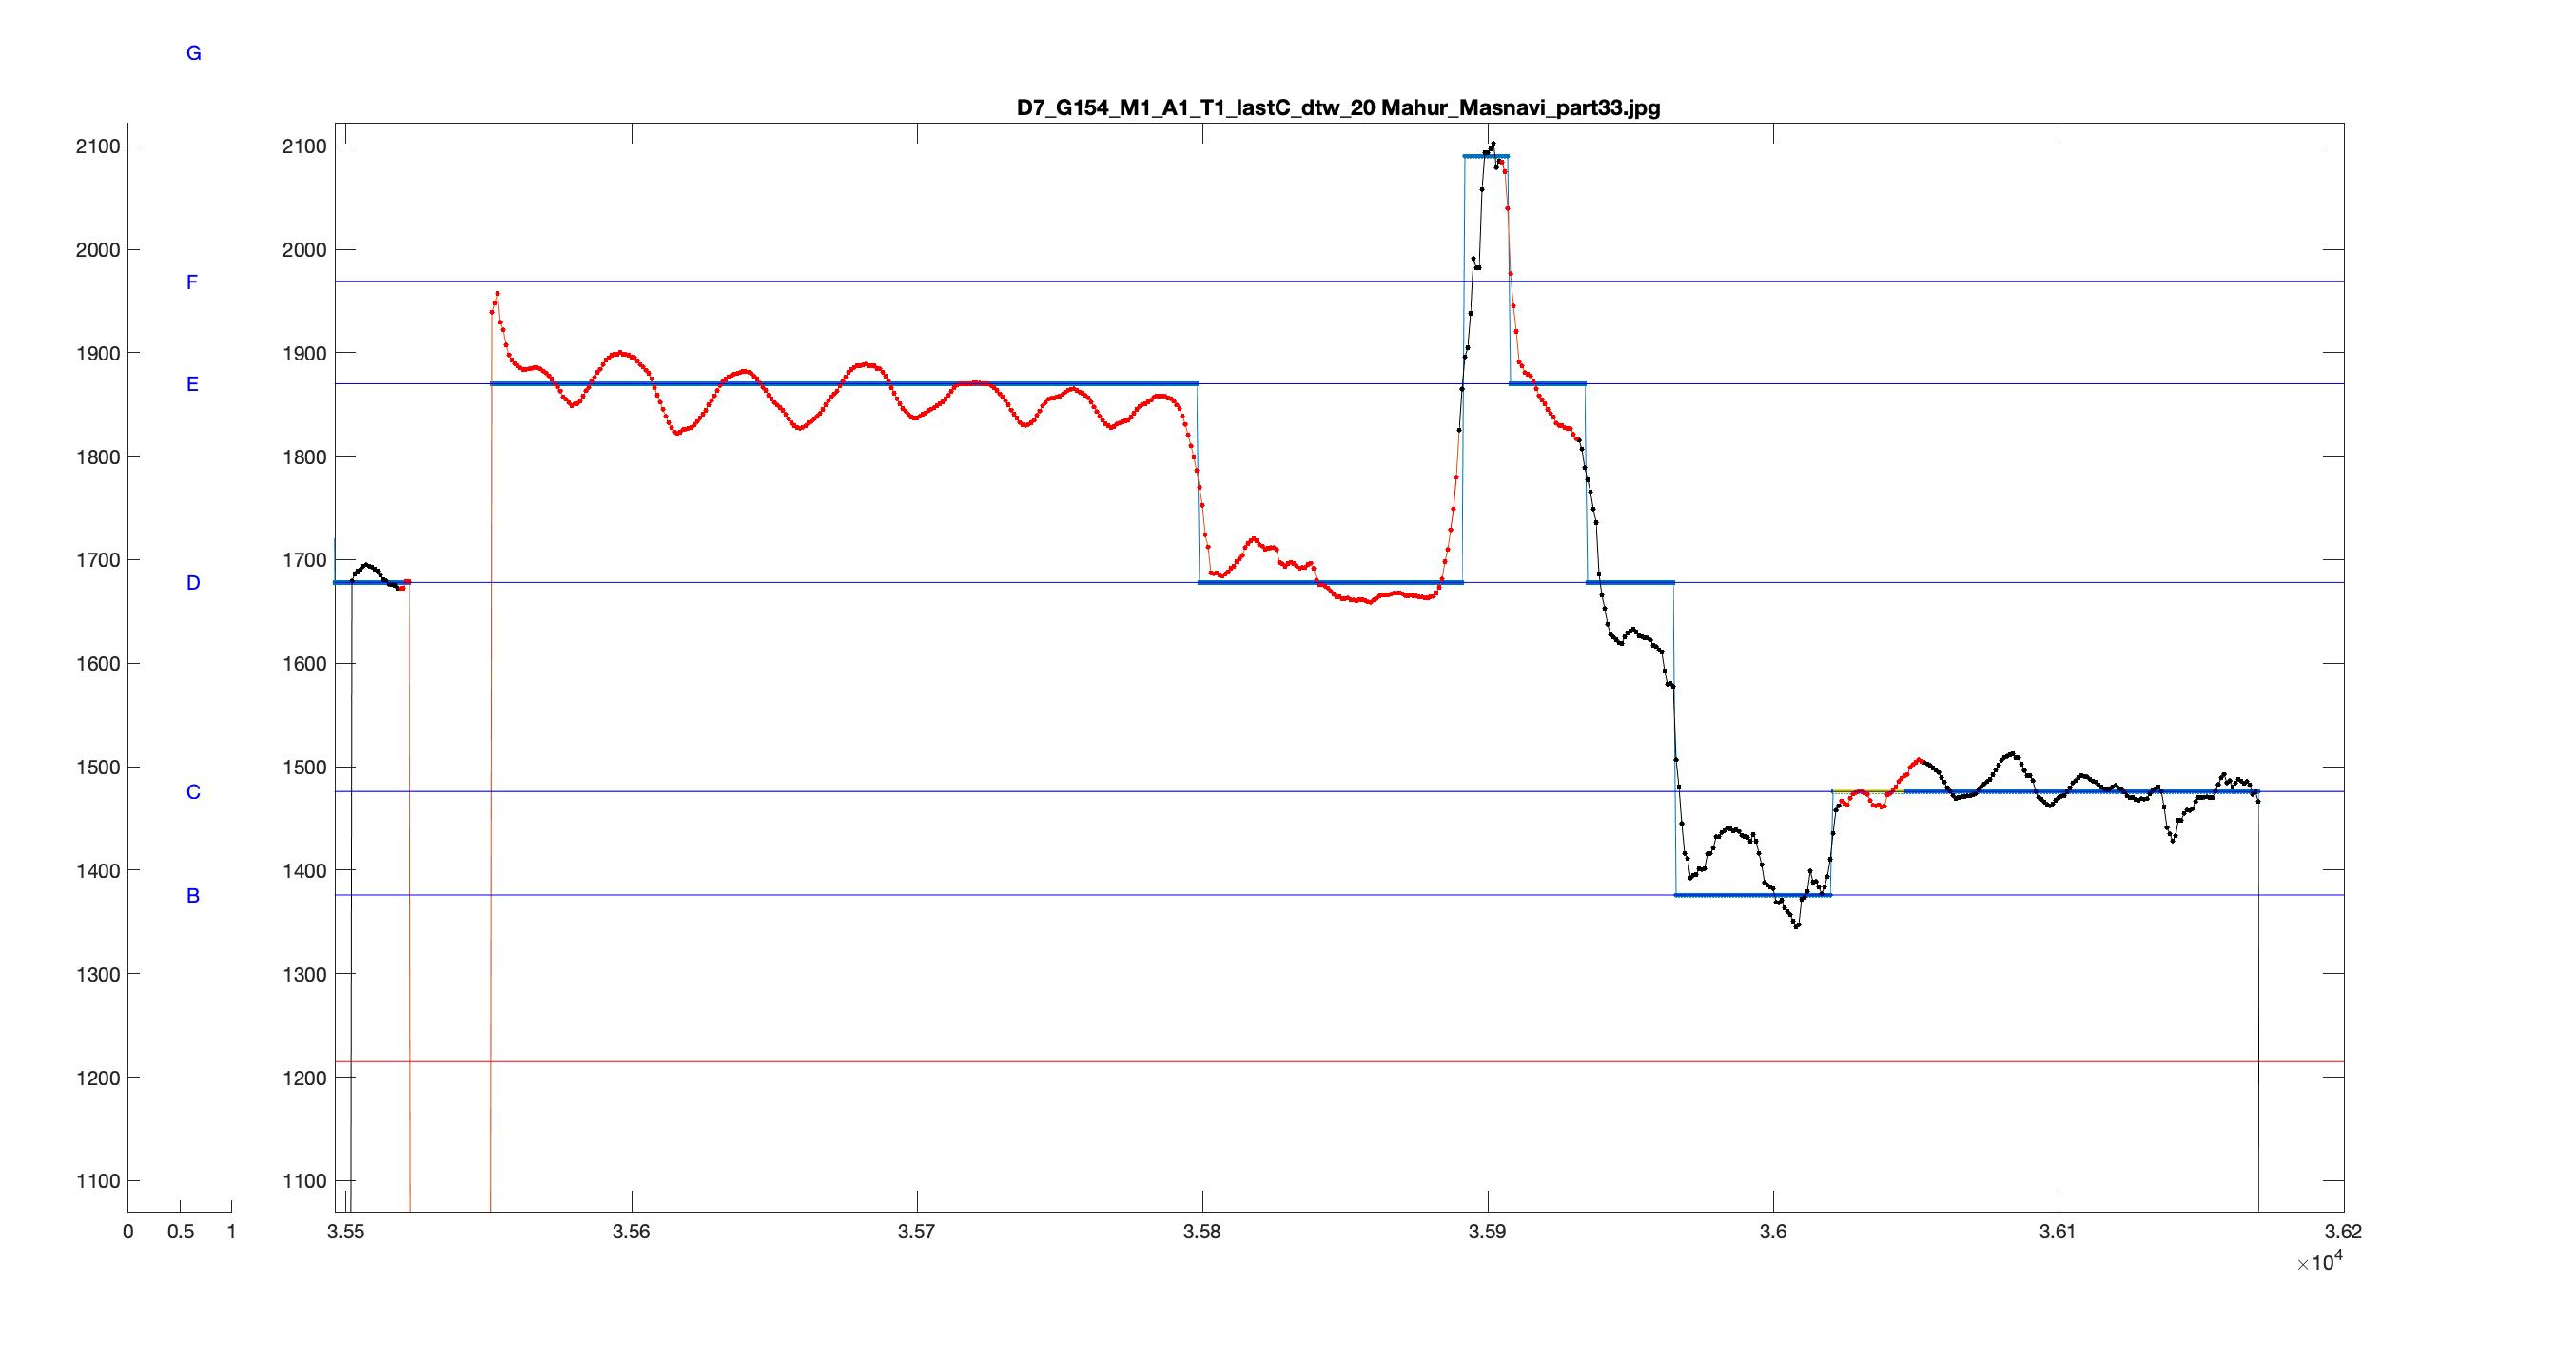 G
D7_G154_M1_A1_T1_lastC_dtw_20 Mahur_Masnavi_part33.jpg
2100 2100
2000 2000
F
1900 1900
E
1800 1800
1700 1700
D
1600 1600
1500 1500
C
1400 1400
B
1300 1300
1200 1200
1100 1100
0 0.5 1 3.55 3.56 3.57 3.58 3.59 3.6 3.61 3.62
×10⁴